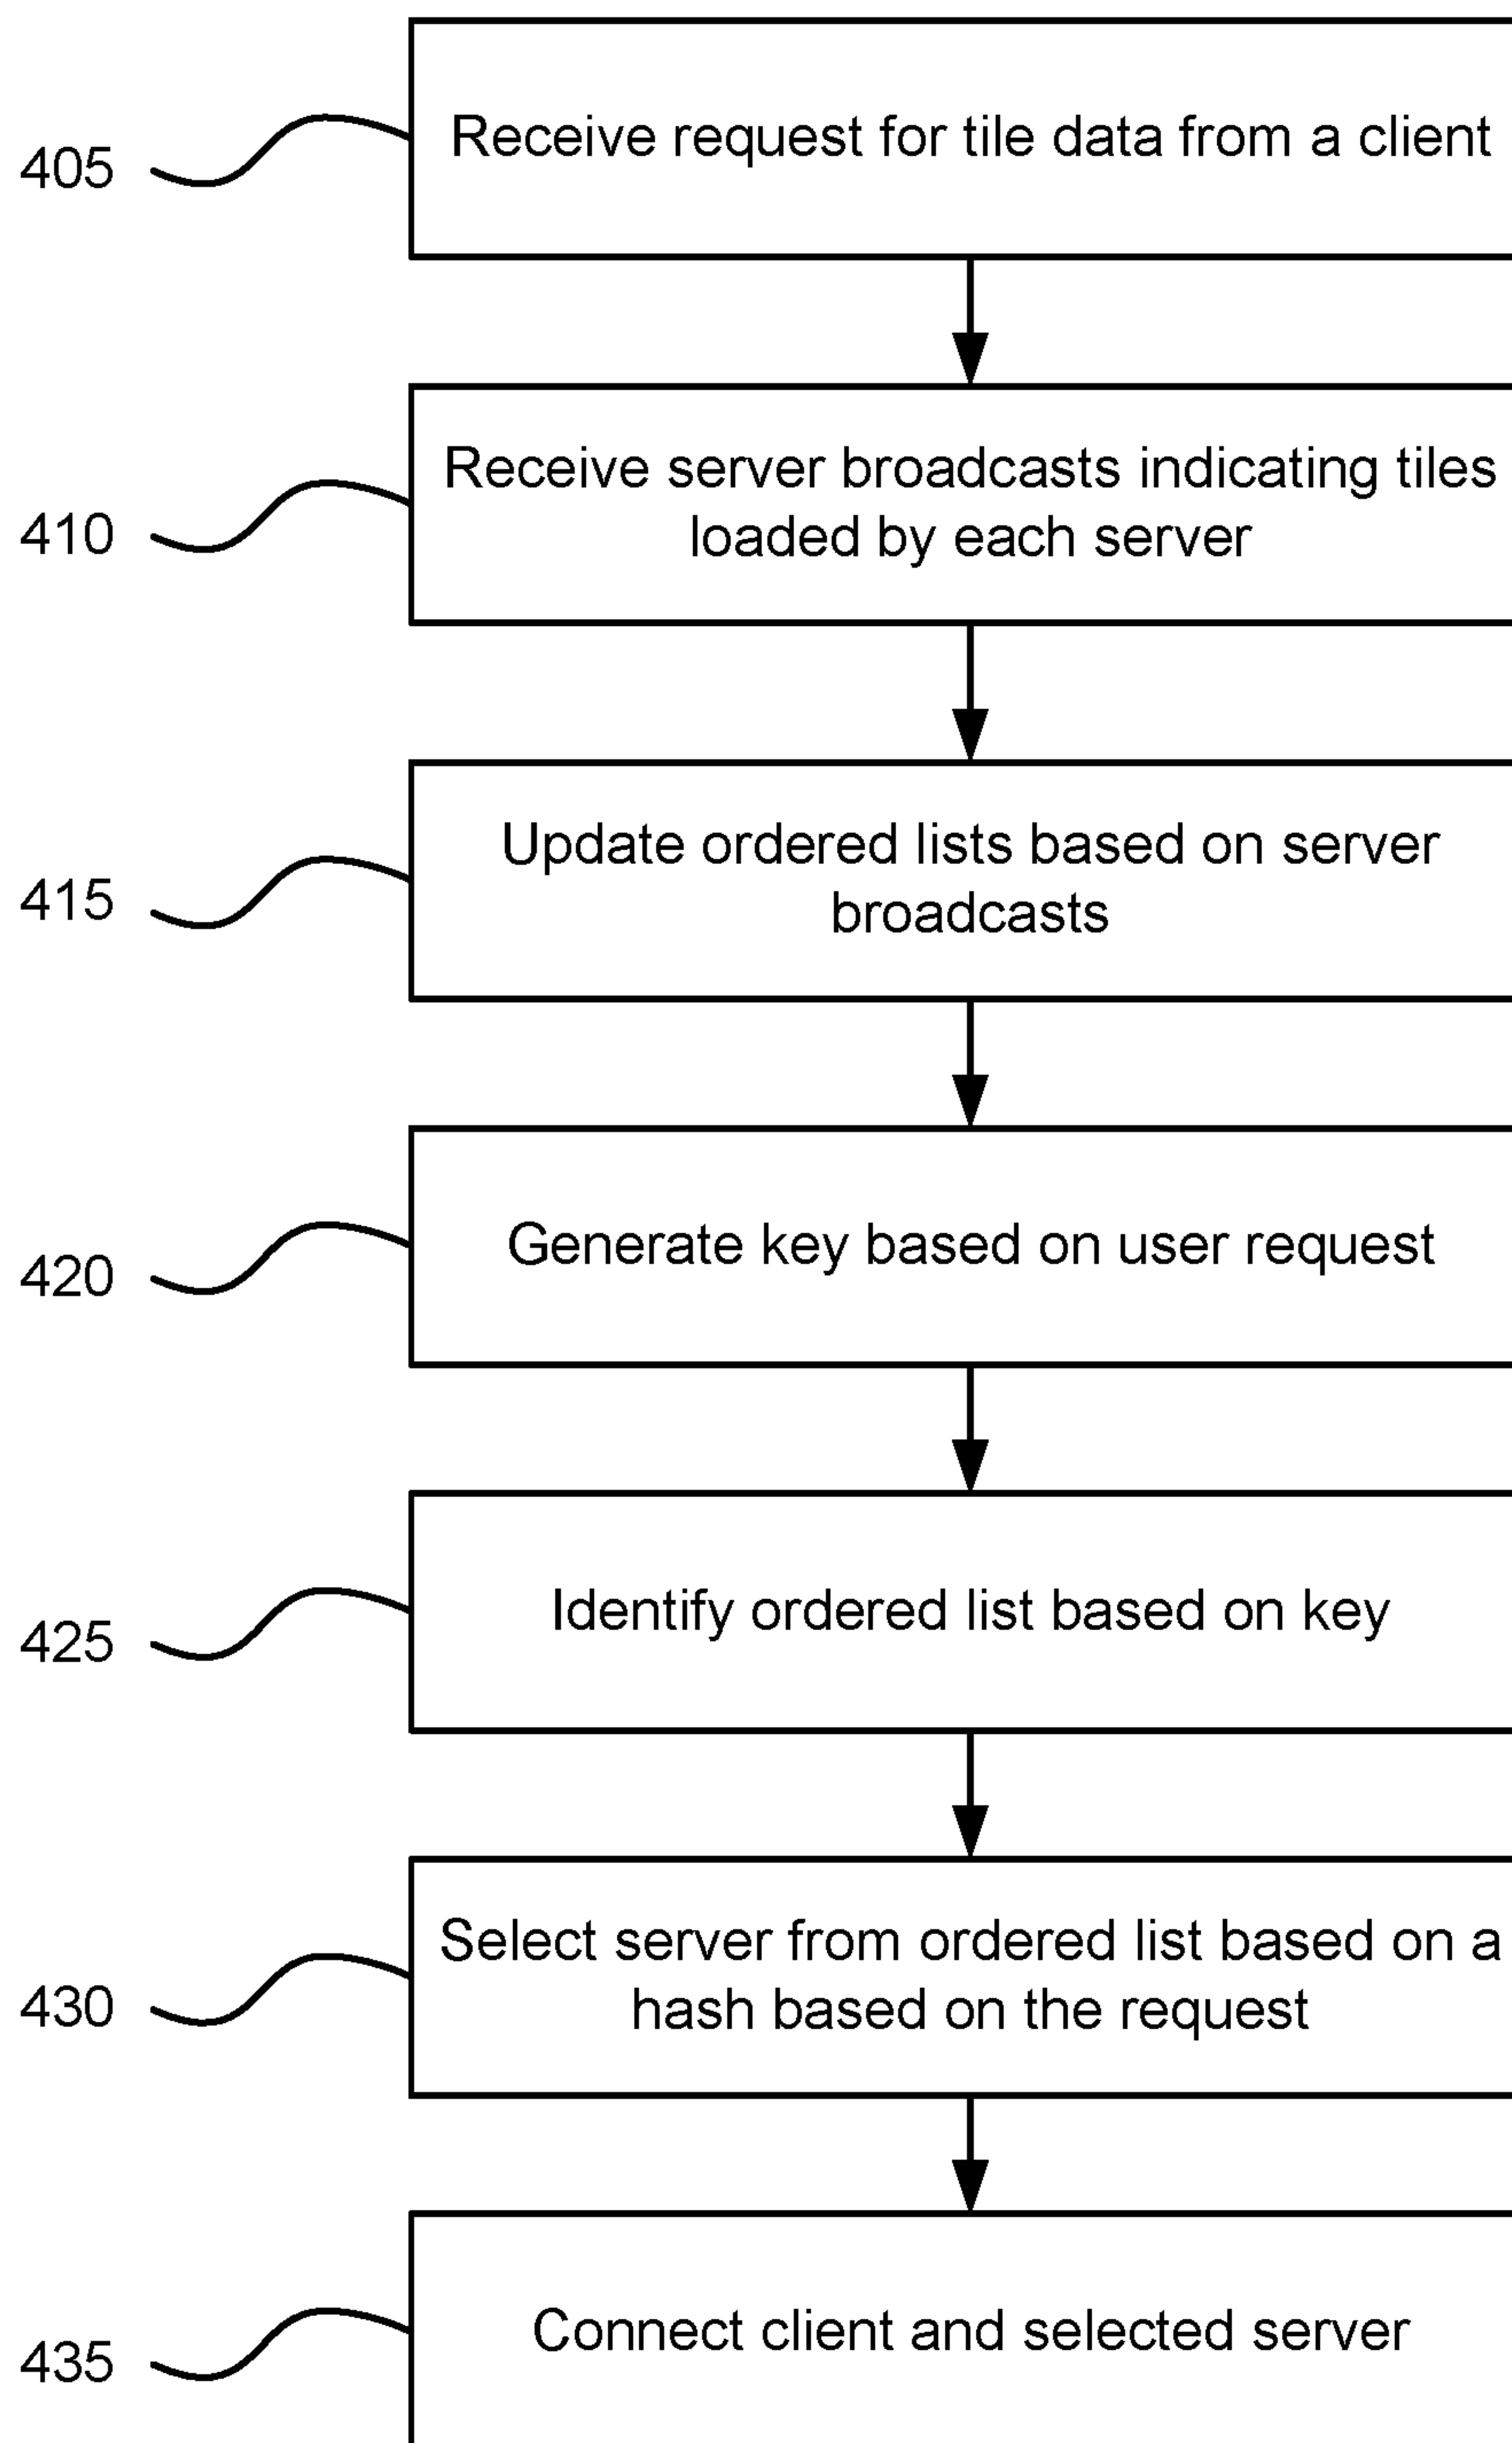 405
Receive request for tile data from a client
410
Receive server broadcasts indicating tiles
loaded by each server
415
Update ordered lists based on server
broadcasts
420
Generate key based on user request
425
Identify ordered list based on key
430
Select server from ordered list based on a
hash based on the request
435
Connect client and selected server